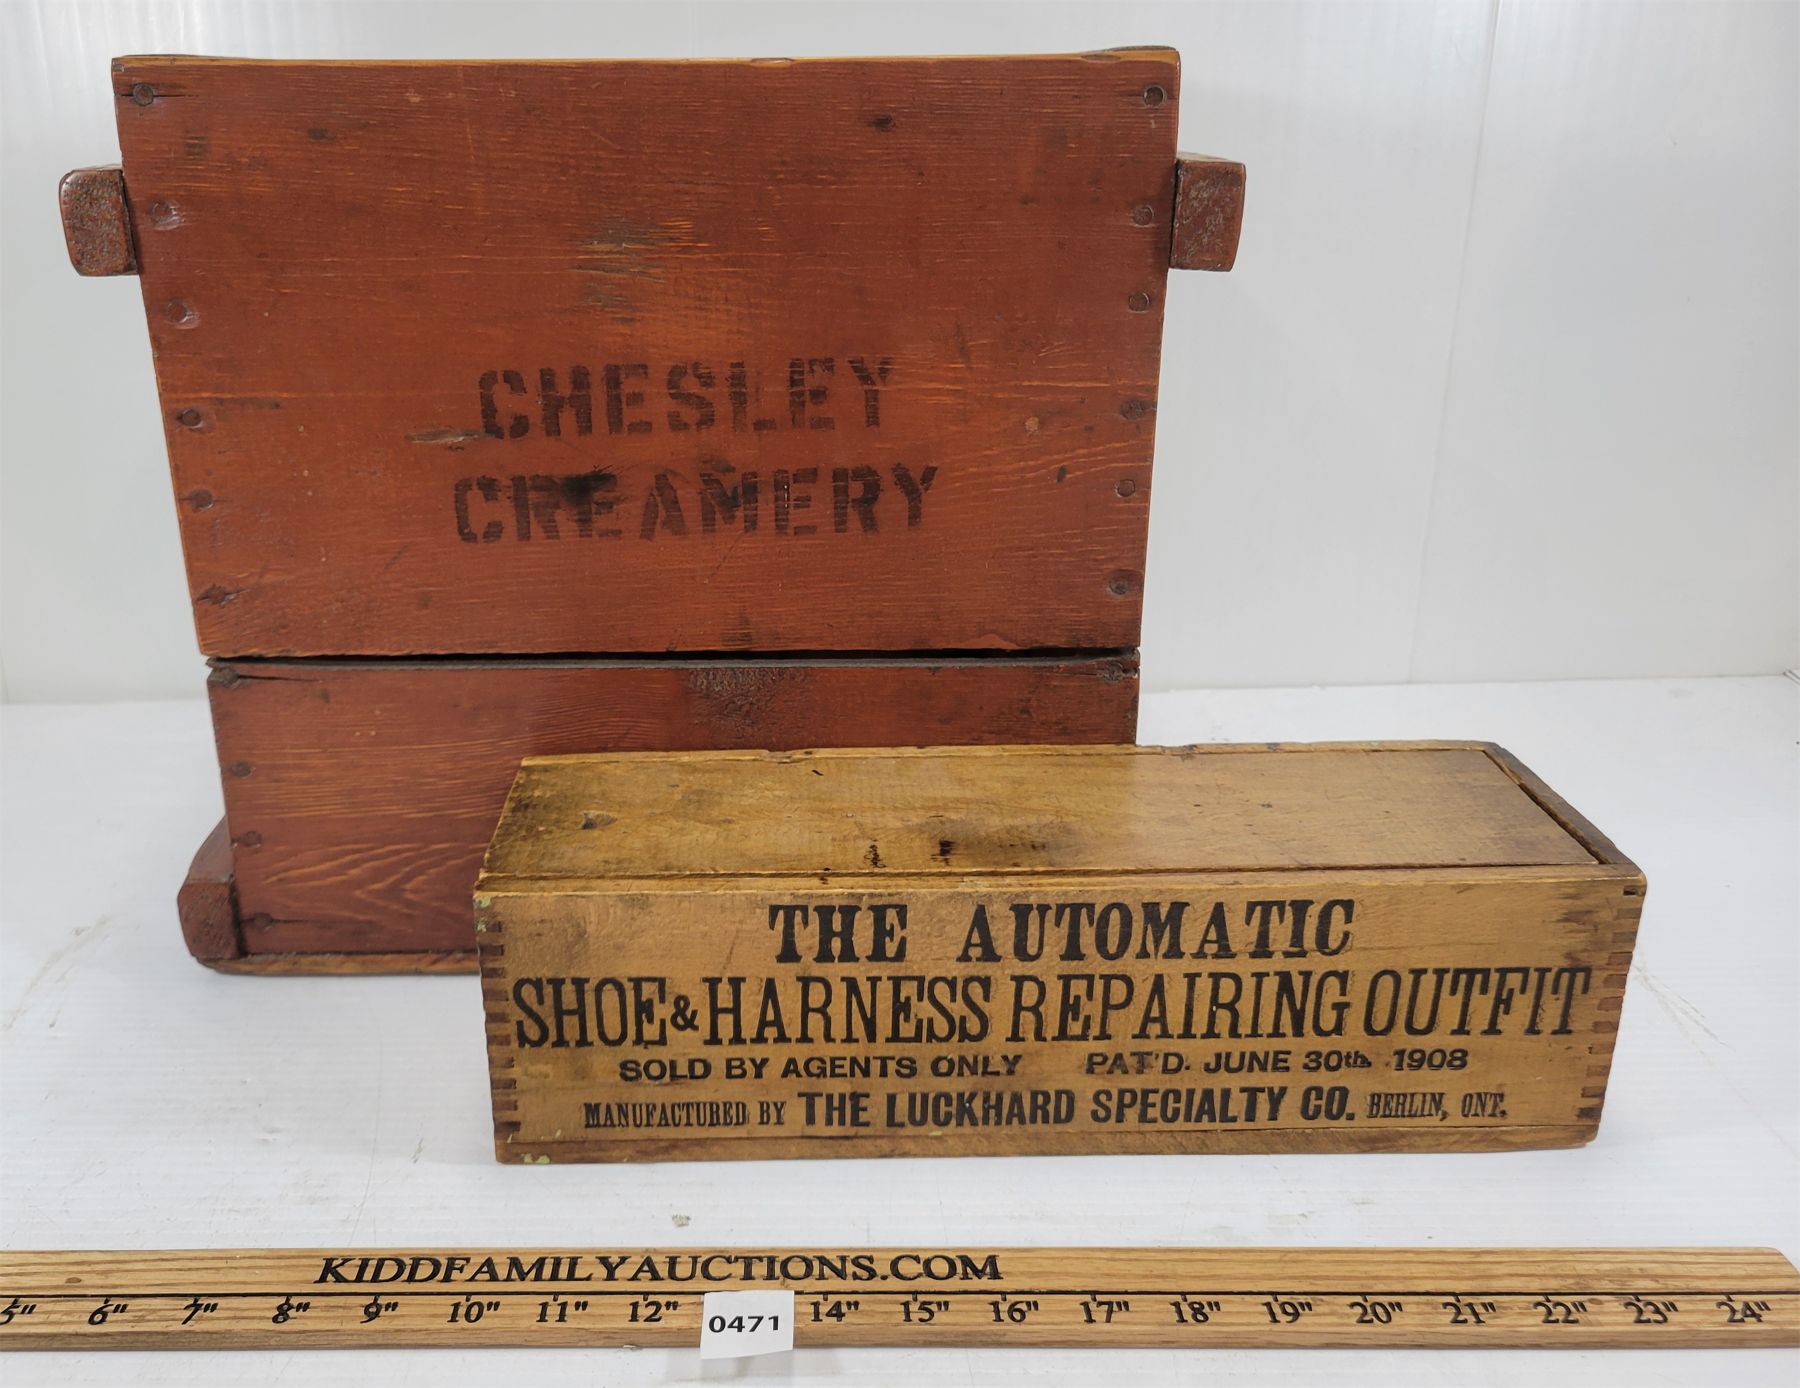 CHESLEY
CREAMERY
THE AUTOMATIC
SHOE & HARNESS REPAIRING OUTFIT
SOLD BY AGENTS ONLY PAT'D. JUNE 30th. 1908
MANUFACTURED BY THE LUCKHARD SPECIALTY CO. BERLIN, ONT.
KIDDFAMILYAUCTIONS.COM
5" 6" 7" 8" 9" 10" 11" 12" 14" 15" 16" 17" 18" 19" 20" 21" 22" 23" 24"
0471